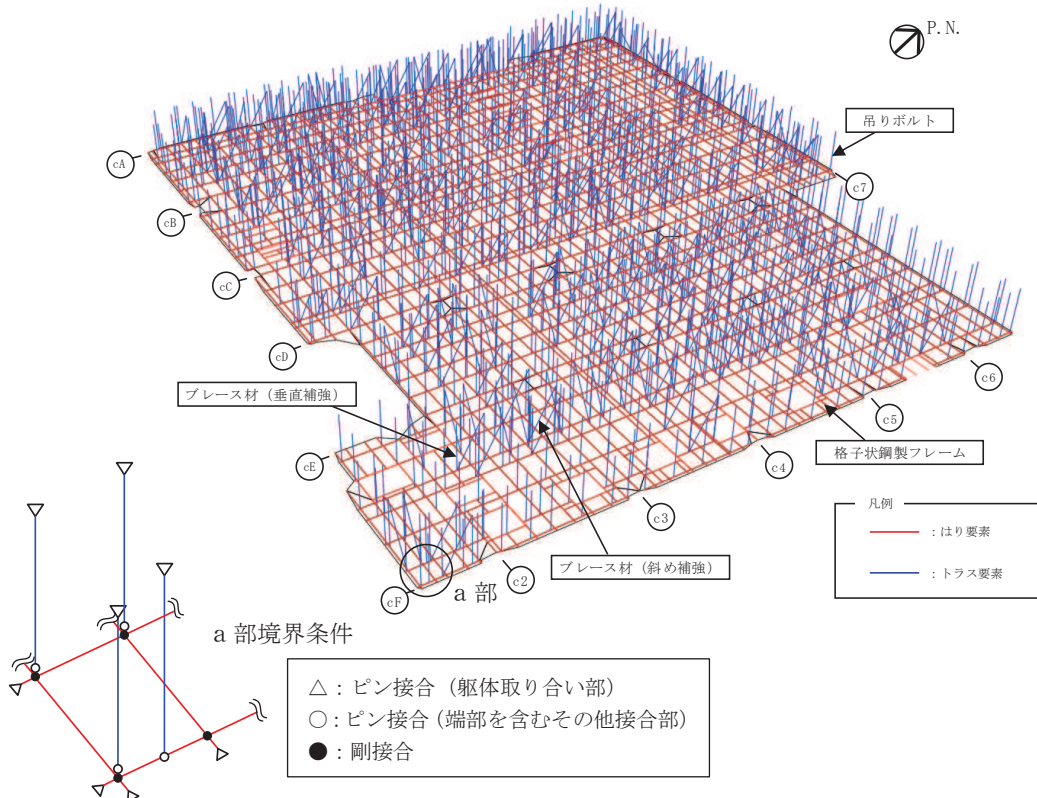 P.N.
吊りボルト
cA
c7
cB
cC
cD
c6
ブレース材（垂直補強）
c5
cE
格子状鋼製フレーム
c4
c3
凡例
：はり要素
：トラス要素
ブレース材（斜め補強）
c2
cF
a 部
a 部境界条件
△：ピン接合（躯体取り合い部）
○：ピン接合（端部を含むその他接合部）
●：剛接合